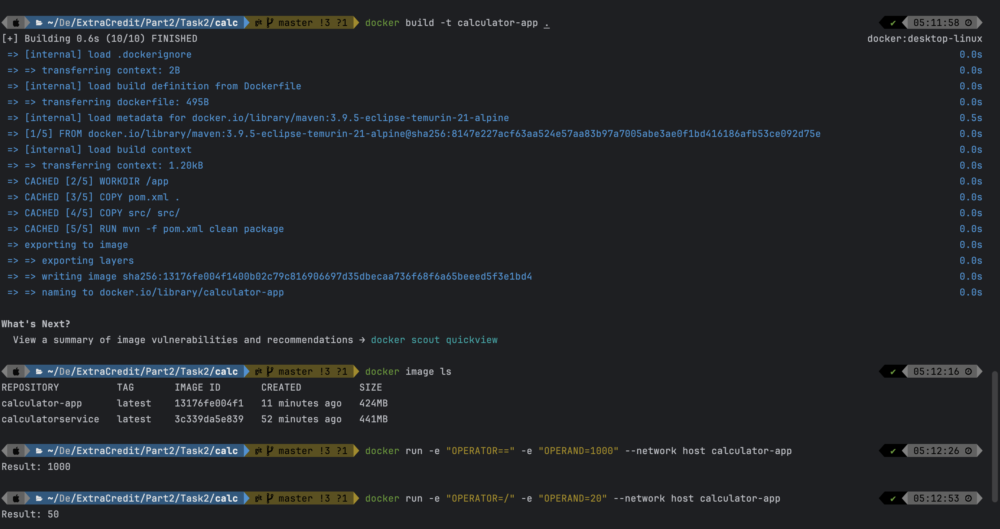 ~/De/ExtraCredit/Part2/Task2/calc git master !3 ?1 docker build -t calculator-app . ✔ 05:11:58
[+] Building 0.6s (10/10) FINISHED docker:desktop-linux
=> [internal] load .dockerignore 0.0s
=> => transferring context: 2B 0.0s
=> [internal] load build definition from Dockerfile 0.0s
=> => transferring dockerfile: 495B 0.0s
=> [internal] load metadata for docker.io/library/maven:3.9.5-eclipse-temurin-21-alpine 0.5s
=> [1/5] FROM docker.io/library/maven:3.9.5-eclipse-temurin-21-alpine@sha256:8147e227acf63aa524e57aa83b97a7005abe3ae0f1bd416186afb53ce092d75e 0.0s
=> [internal] load build context 0.0s
=> => transferring context: 1.20kB 0.0s
=> CACHED [2/5] WORKDIR /app 0.0s
=> CACHED [3/5] COPY pom.xml . 0.0s
=> CACHED [4/5] COPY src/ src/ 0.0s
=> CACHED [5/5] RUN mvn -f pom.xml clean package 0.0s
=> exporting to image 0.0s
=> => exporting layers 0.0s
=> => writing image sha256:13176fe004f1400b02c79c816906697d35dbecaa736f68f6a65beeed5f3e1bd4 0.0s
=> => naming to docker.io/library/calculator-app 0.0s
What's Next?
View a summary of image vulnerabilities and recommendations → docker scout quickview
~/De/ExtraCredit/Part2/Task2/calc git master !3 ?1 docker image ls ✔ 05:12:16
REPOSITORY TAG IMAGE ID CREATED SIZE
calculator-app latest 13176fe004f1 11 minutes ago 424MB
calculatorservice latest 3c339da5e839 52 minutes ago 441MB
~/De/ExtraCredit/Part2/Task2/calc git master !3 ?1 docker run -e "OPERATOR==" -e "OPERAND=1000" --network host calculator-app ✔ 05:12:26
Result: 1000
~/De/ExtraCredit/Part2/Task2/calc git master !3 ?1 docker run -e "OPERATOR=/" -e "OPERAND=20" --network host calculator-app ✔ 05:12:53
Result: 50